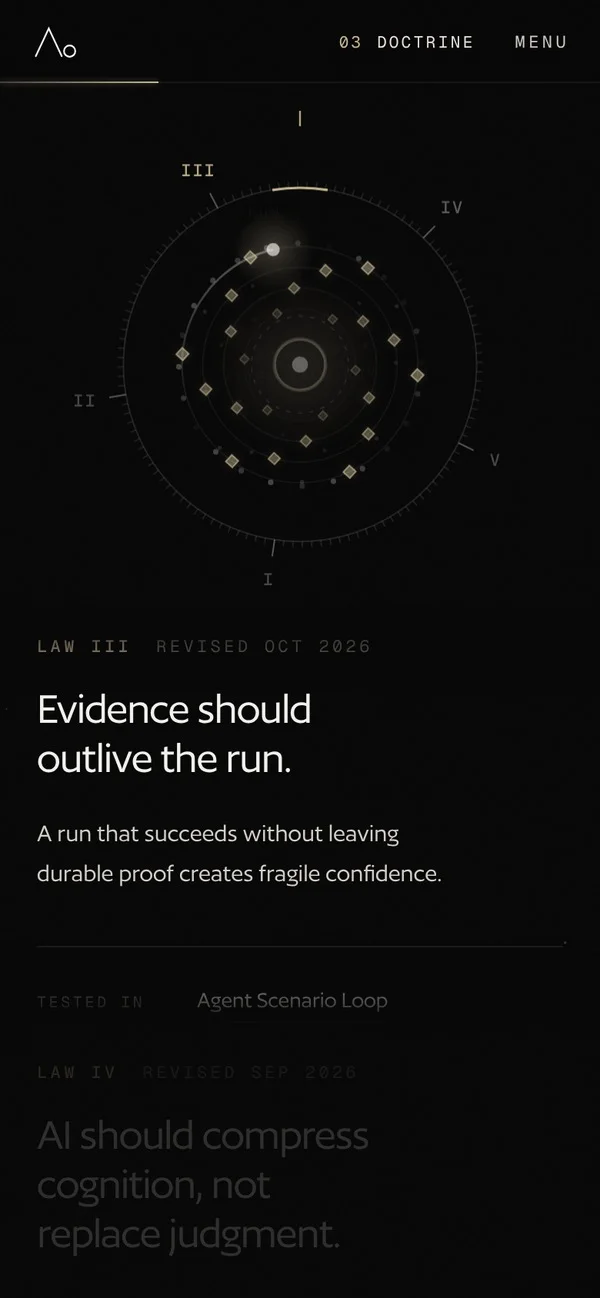 03 DOCTRINE MENU
III
IV
II
V
I
LAW III REVISED OCT 2026
Evidence should
outlive the run.
A run that succeeds without leaving
durable proof creates fragile confidence.
TESTED IN Agent Scenario Loop
LAW IV REVISED SEP 2026
AI should compress
cognition, not
replace judgment.